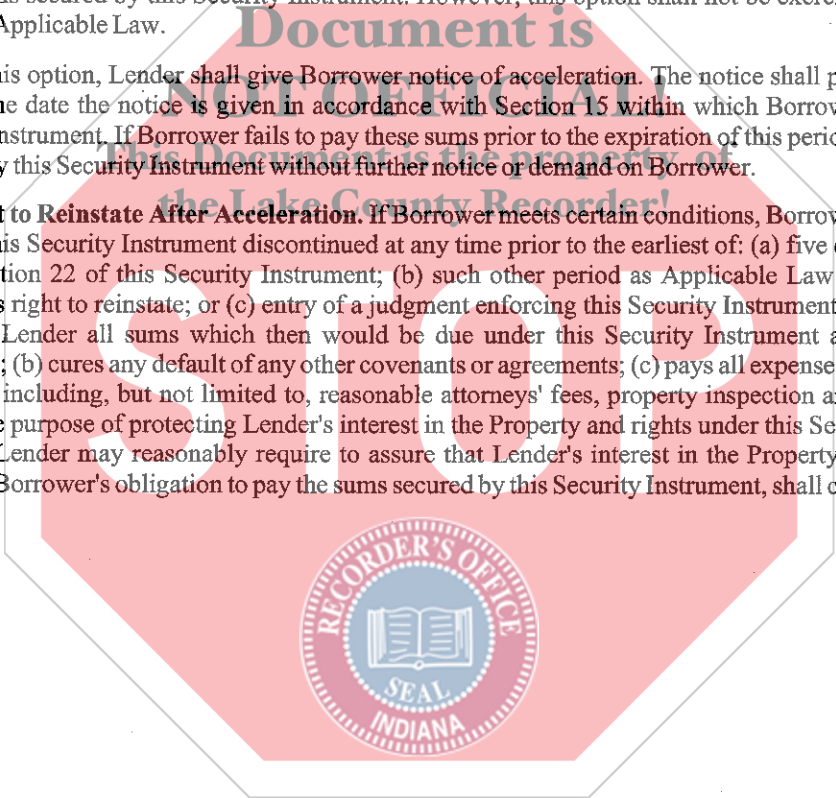 is secured by this Security Instrument. However, this option shall not be exerc
Applicable Law.
Document is
is option, Lender shall give Borrower notice of acceleration. The notice shall p
NOT OFFICIAL!
e date the notice is given in accordance with Section 15 within which Borrow
nstrument. If Borrower fails to pay these sums prior to the expiration of this perio
This Document is the property of
y this Security Instrument without further notice or demand on Borrower.
the Lake County Recorder!
t to Reinstate After Acceleration. If Borrower meets certain conditions, Borrow
is Security Instrument discontinued at any time prior to the earliest of: (a) five
tion 22 of this Security Instrument; (b) such other period as Applicable Law
s right to reinstate; or (c) entry of a judgment enforcing this Security Instrument
Lender all sums which then would be due under this Security Instrument a
; (b) cures any default of any other covenants or agreements; (c) pays all expense
including, but not limited to, reasonable attorneys' fees, property inspection a
e purpose of protecting Lender's interest in the Property and rights under this Se
Lender may reasonably require to assure that Lender's interest in the Property
Borrower's obligation to pay the sums secured by this Security Instrument, shall c
STOP
RECORDER'S OFFICE
SEAL
INDIANA